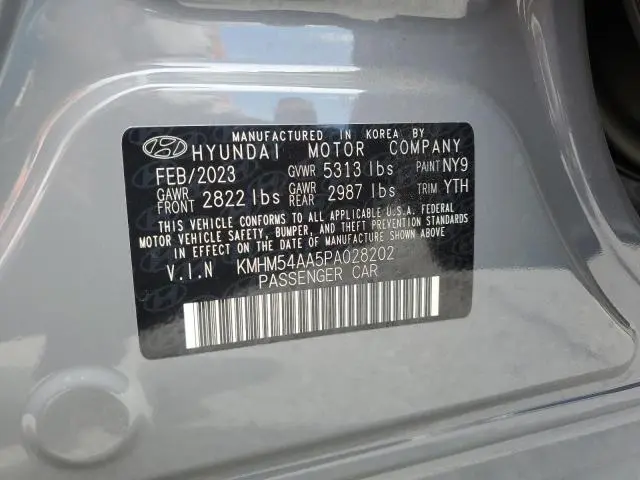 MANUFACTURED IN KOREA BY
HYUNDAI MOTOR COMPANY
FEB/2023 GVWR 5313 lbs PAINT NY9
GAWR FRONT 2822 lbs GAWR REAR 2987 lbs TRIM YTH
THIS VEHICLE CONFORMS TO ALL APPLICABLE U.S.A. FEDERAL
MOTOR VEHICLE SAFETY, BUMPER, AND THEFT PREVENTION STANDARDS
IN EFFECT ON THE DATE OF MANUFACTURE SHOWN ABOVE.
V.I.N KMHM54AA5PA028202
PASSENGER CAR